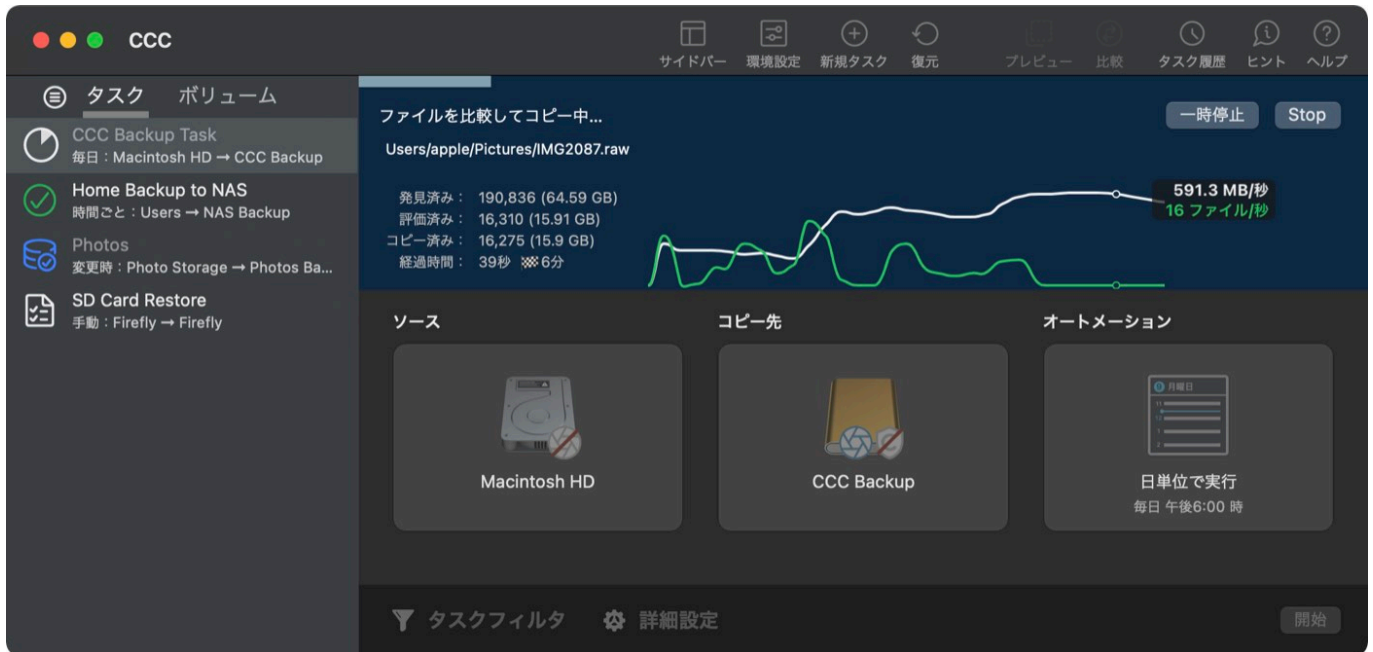 CCC
サイドバー
環境設定
新規タスク
復元
プレビュー
比較
タスク履歴
ヒント
ヘルプ
タスク ボリューム
CCC Backup Task
毎日：Macintosh HD → CCC Backup
Home Backup to NAS
時間ごと：Users → NAS Backup
Photos
変更時：Photo Storage → Photos Ba...
SD Card Restore
手動：Firefly → Firefly
ファイルを比較してコピー中...
一時停止
Stop
Users/apple/Pictures/IMG2087.raw
発見済み： 190,836 (64.59 GB)
評価済み： 16,310 (15.91 GB)
コピー済み： 16,275 (15.9 GB)
経過時間： 39秒 6分
591.3 MB/秒
16 ファイル/秒
ソース
コピー先
オートメーション
Macintosh HD
CCC Backup
月曜日
11
12
1
2
日単位で実行
毎日 午後6:00 時
タスクフィルタ
詳細設定
開始